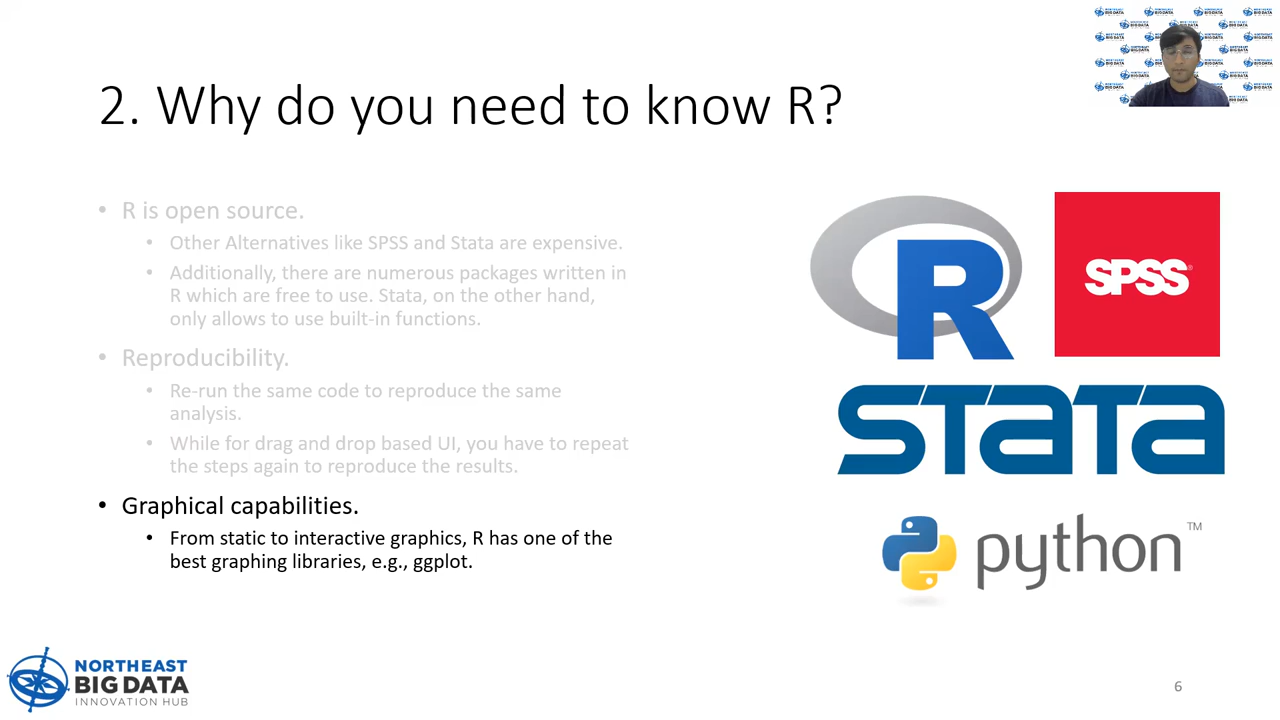 2. Why do you need to know R?
• R is open source.
• Other Alternatives like SPSS and Stata are expensive.
• Additionally, there are numerous packages written in
R which are free to use. Stata, on the other hand,
only allows to use built-in functions.
• Reproducibility.
• Re-run the same code to reproduce the same
analysis.
• While for drag and drop based UI, you have to repeat
the steps again to reproduce the results.
• Graphical capabilities.
• From static to interactive graphics, R has one of the
best graphing libraries, e.g., ggplot.
R
SPSS®
STATA
python™
NORTHEAST
BIG DATA
INNOVATION HUB
6